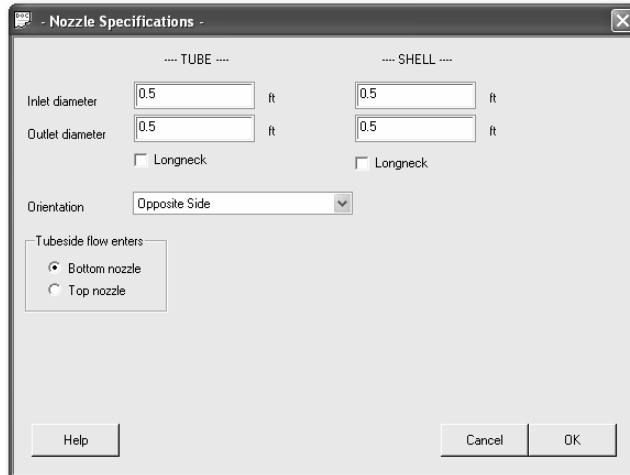 - Nozzle Specifications -
---- TUBE ---- ---- SHELL ----
Inlet diameter 0.5 ft 0.5 ft
Outlet diameter 0.5 ft 0.5 ft
Longneck Longneck
Orientation Opposite Side
Tubeside flow enters
Bottom nozzle
Top nozzle
Help Cancel OK